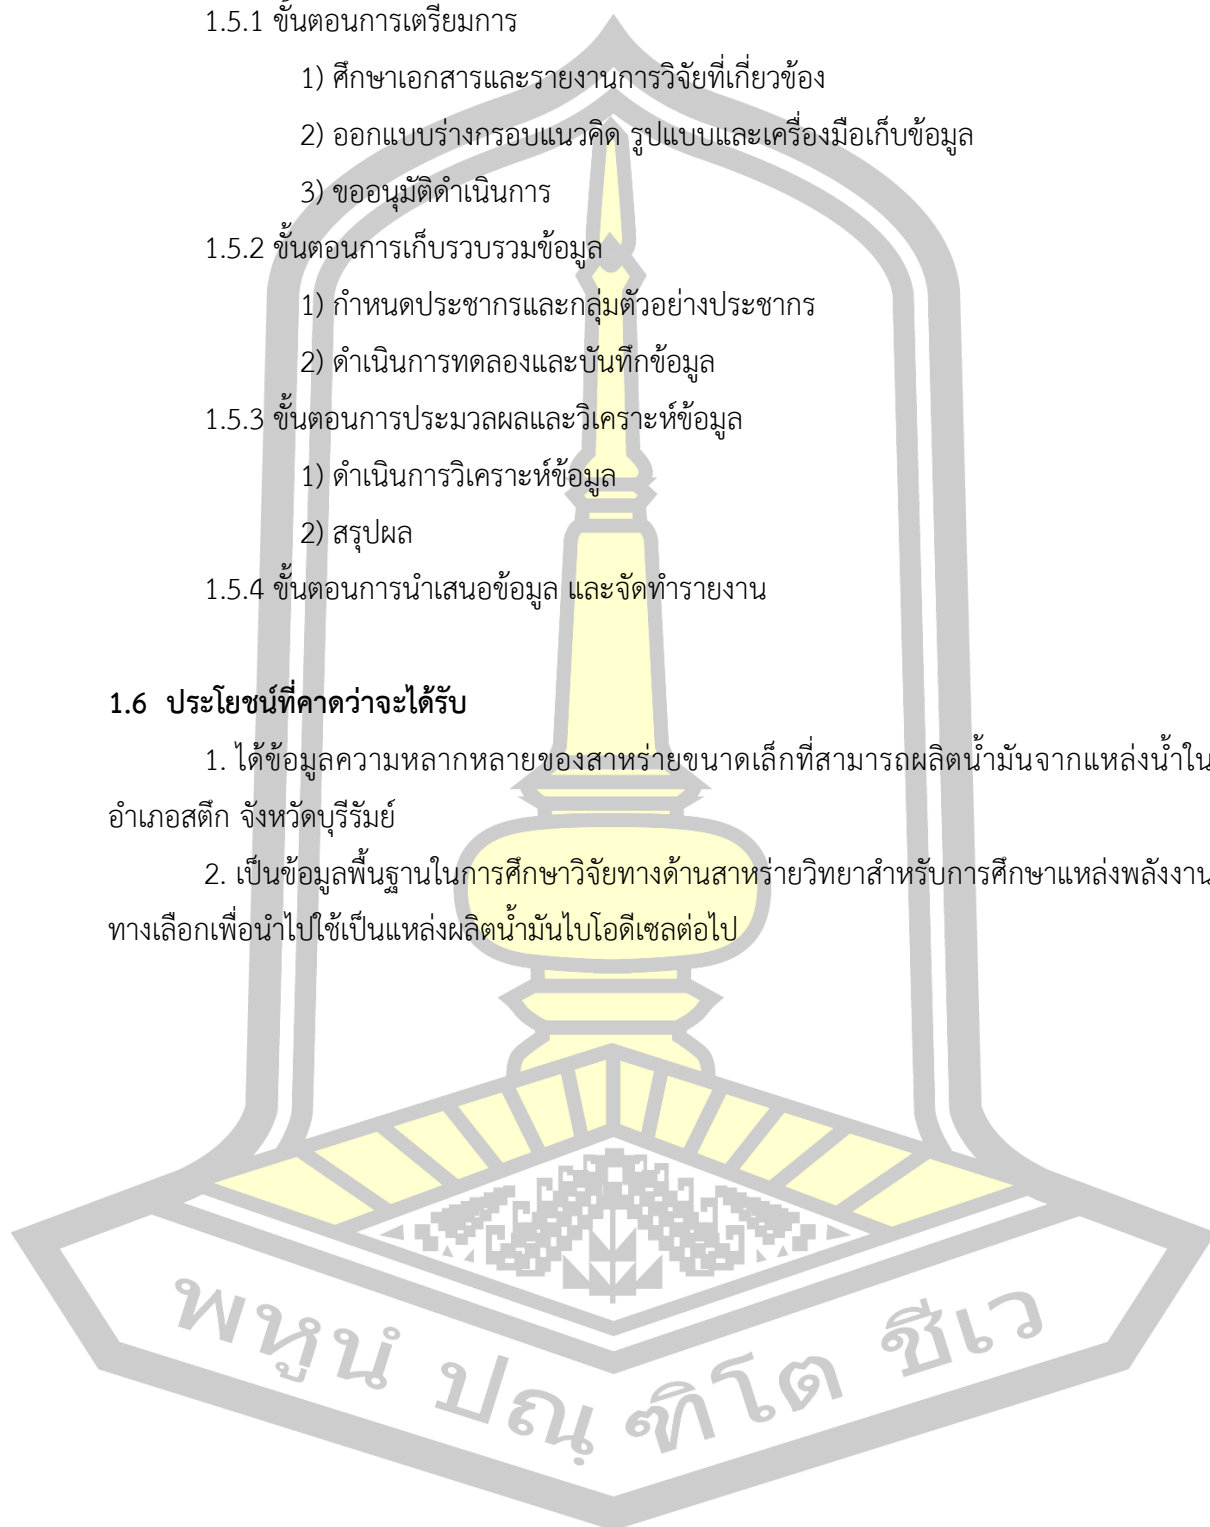 1.5.1 ขั้นตอนการเตรียมการ
1) ศึกษาเอกสารและรายงานการวิจัยที่เกี่ยวข้อง
2) ออกแบบร่างกรอบแนวคิด รูปแบบและเครื่องมือเก็บข้อมูล
3) ขออนุมัติดำเนินการ
1.5.2 ขั้นตอนการเก็บรวบรวมข้อมูล
1) กำหนดประชากรและกลุ่มตัวอย่างประชากร
2) ดำเนินการทดลองและบันทึกข้อมูล
1.5.3 ขั้นตอนการประมวลผลและวิเคราะห์ข้อมูล
1) ดำเนินการวิเคราะห์ข้อมูล
2) สรุปผล
1.5.4 ขั้นตอนการนำเสนอข้อมูล และจัดทำรายงาน
1.6 ประโยชน์ที่คาดว่าจะได้รับ
1. ได้ข้อมูลความหลากหลายของสาหร่ายขนาดเล็กที่สามารถผลิตน้ำมันจากแหล่งน้ำใน
อำเภอสตึก จังหวัดบุรีรัมย์
2. เป็นข้อมูลพื้นฐานในการศึกษาวิจัยทางด้านสาหร่ายวิทยาสำหรับการศึกษาแหล่งพลังงาน
ทางเลือกเพื่อนำไปใช้เป็นแหล่งผลิตน้ำมันไบโอดีเซลต่อไป
พหูนํ ปณฺฑิโต ชีเว